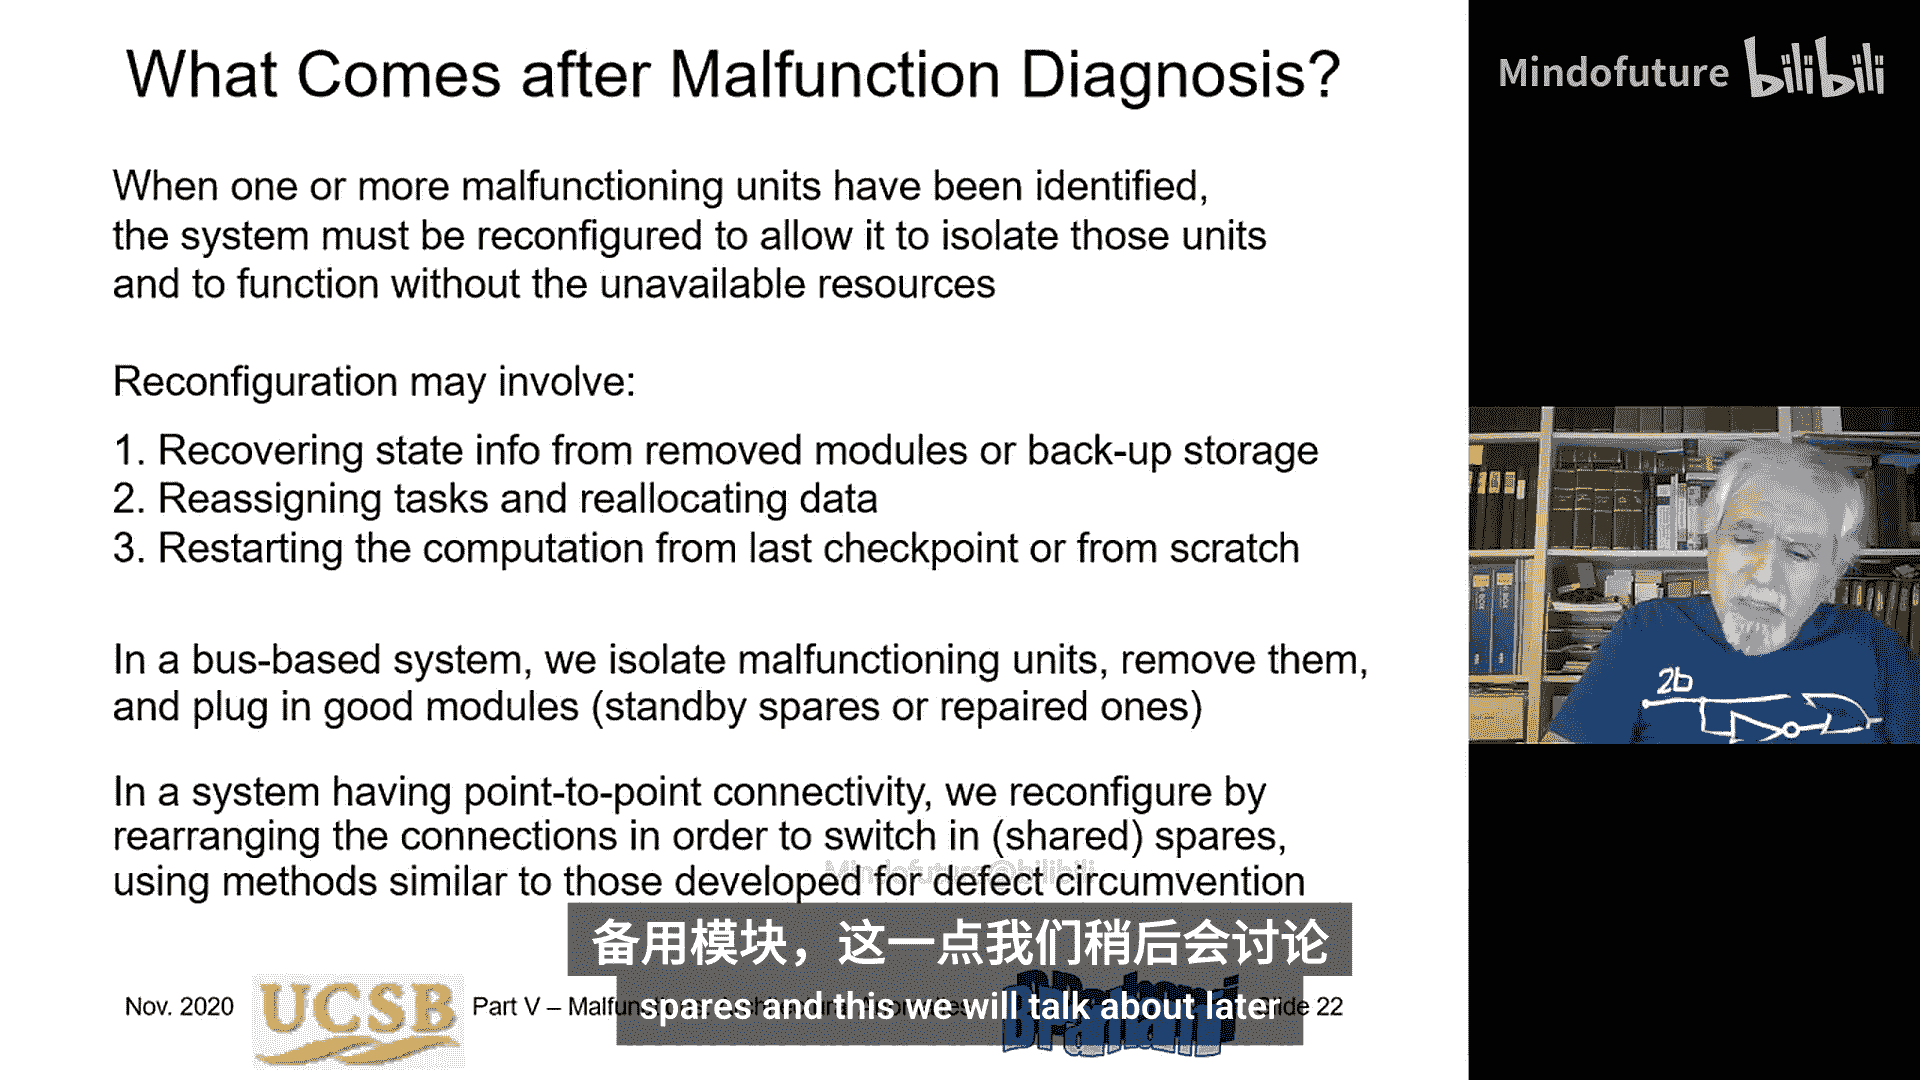 What Comes after Malfunction Diagnosis?
Mindofuture bilibili
When one or more malfunctioning units have been identified,
the system must be reconfigured to allow it to isolate those units
and to function without the unavailable resources
Reconfiguration may involve:
1. Recovering state info from removed modules or back-up storage
2. Reassigning tasks and reallocating data
3. Restarting the computation from last checkpoint or from scratch
2b
In a bus-based system, we isolate malfunctioning units, remove them,
and plug in good modules (standby spares or repaired ones)
In a system having point-to-point connectivity, we reconfigure by
rearranging the connections in order to switch in (shared) spares,
using methods similar to those developed for defect circumvention
Mindofuture@bilibili
备用模块，这一点我们稍后会讨论
Nov. 2020
UCSB
Part V – Malfun
spares and this we will talk about later
B. Parhami
Slide 22